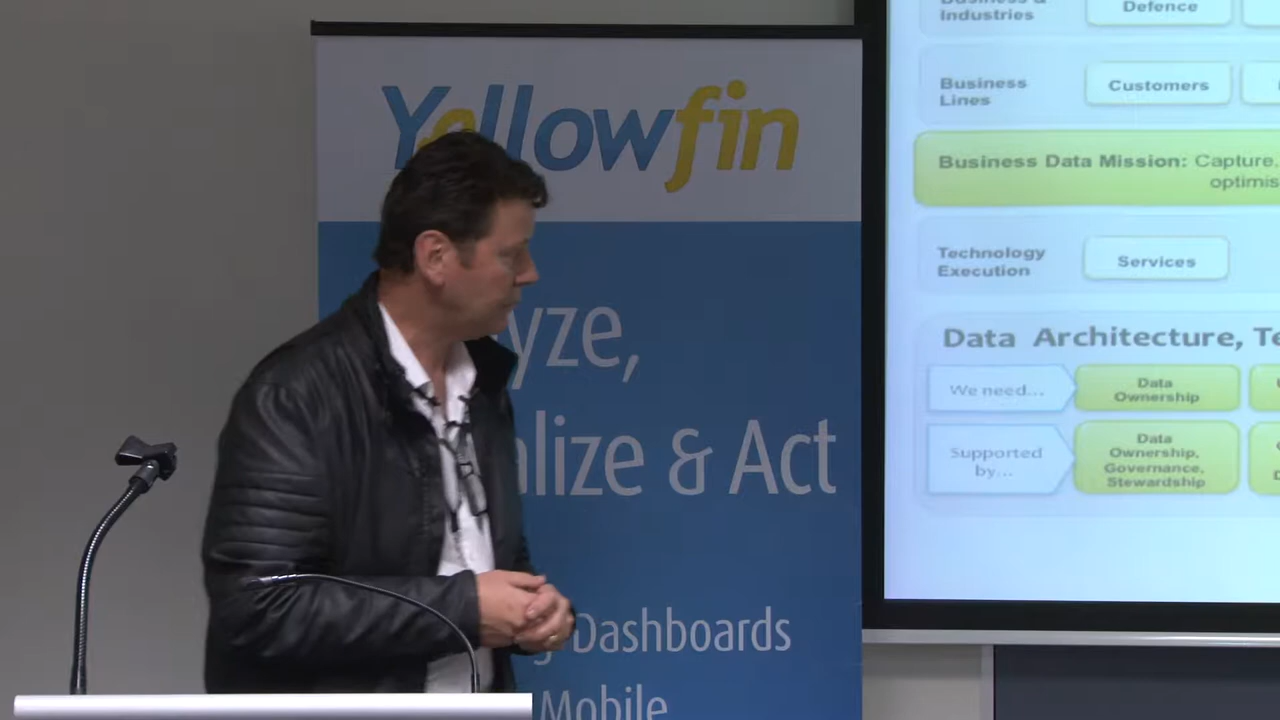 Yellowfin
yze,
alize & Act
Dashboards
Mobile
Industries
Defence
Business
Lines
Customers
Business Data Mission: Capture,
optimis
Technology
Execution
Services
Data Architecture, Te
We need...
Data
Ownership
Supported
by...
Data
Ownership,
Governance,
Stewardship